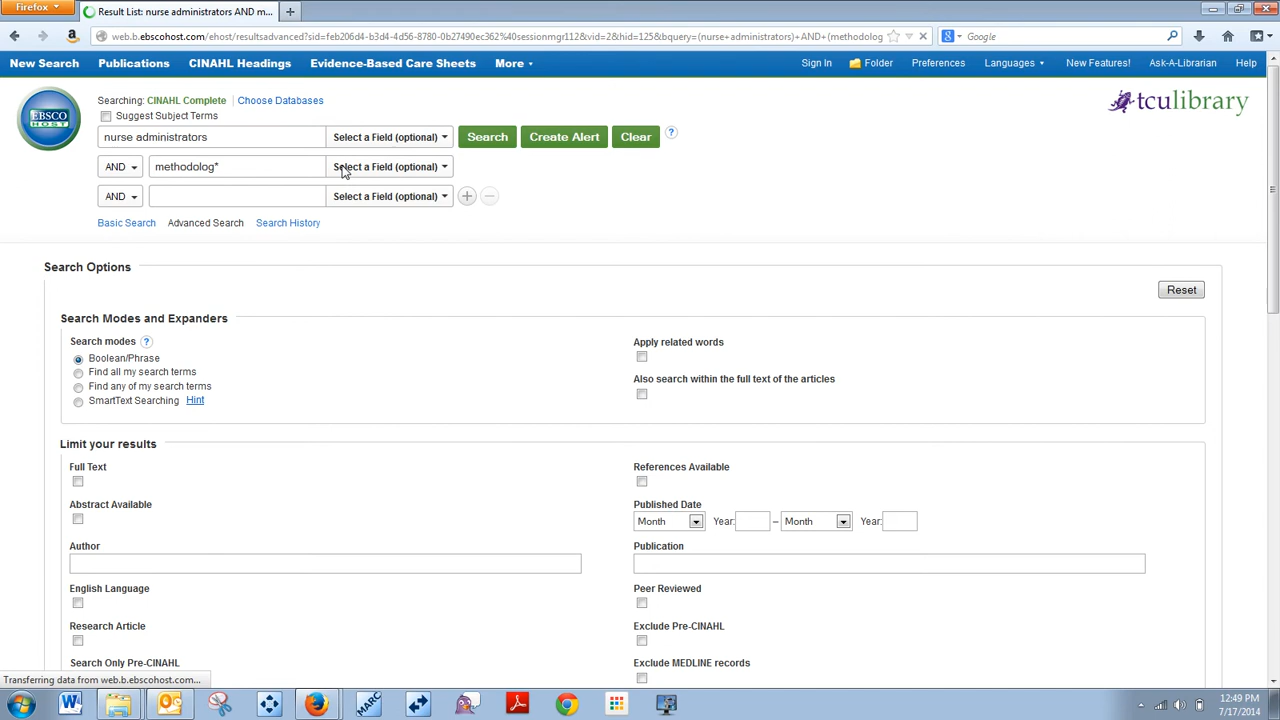 Firefox
Result List: nurse administrators AND m...
web.b.ebscohost.com/ehost/resultsadvanced?sid=feb206d4-b3d4-4d56-8780-0b27490ec362%40sessionmgr112&vid=2&hid=125&bquery=(nurse+administrators)+AND+(methodolog
Google
New Search Publications CINAHL Headings Evidence-Based Care Sheets More Sign In Folder Preferences Languages New Features! Ask-A-Librarian Help
Searching: CINAHL Complete Choose Databases
Suggest Subject Terms
EBSCO HOST
tculibrary
nurse administrators Select a Field (optional) Search Create Alert Clear ?
AND methodolog* Select a Field (optional)
AND Select a Field (optional)
Basic Search Advanced Search Search History
Search Options
Reset
Search Modes and Expanders
Search modes ?
Boolean/Phrase
Find all my search terms
Find any of my search terms
SmartText Searching Hint
Apply related words
Also search within the full text of the articles
Limit your results
Full Text
References Available
Abstract Available
Published Date
Month Year: – Month Year:
Author
Publication
English Language
Peer Reviewed
Research Article
Exclude Pre-CINAHL
Search Only Pre-CINAHL
Exclude MEDLINE records
Transferring data from web.b.ebscohost.com...
MARC
12:49 PM
7/17/2014